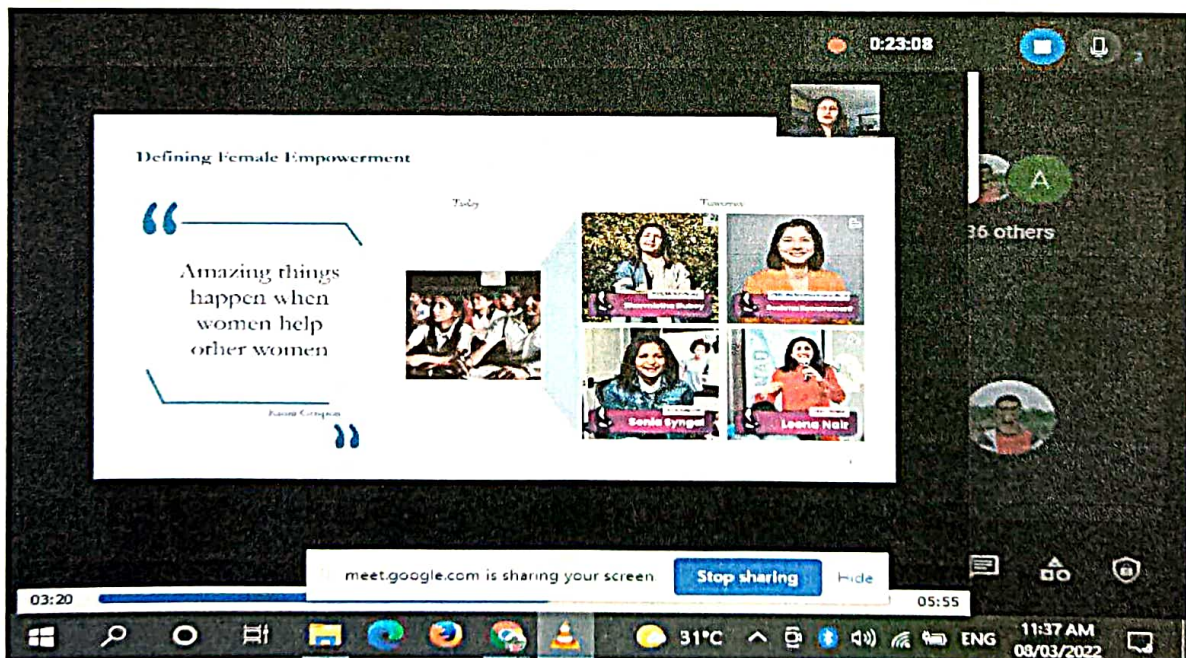 0:23:08
Defining Female Empowerment
Today
Tomorrow
Amazing things
happen when
women help
other women
Sonia Syngal
Leena Nair
A
36 others
meet.google.com is sharing your screen
Stop sharing
Hide
03:20
05:55
31°C
ENG
11:37 AM
08/03/2022